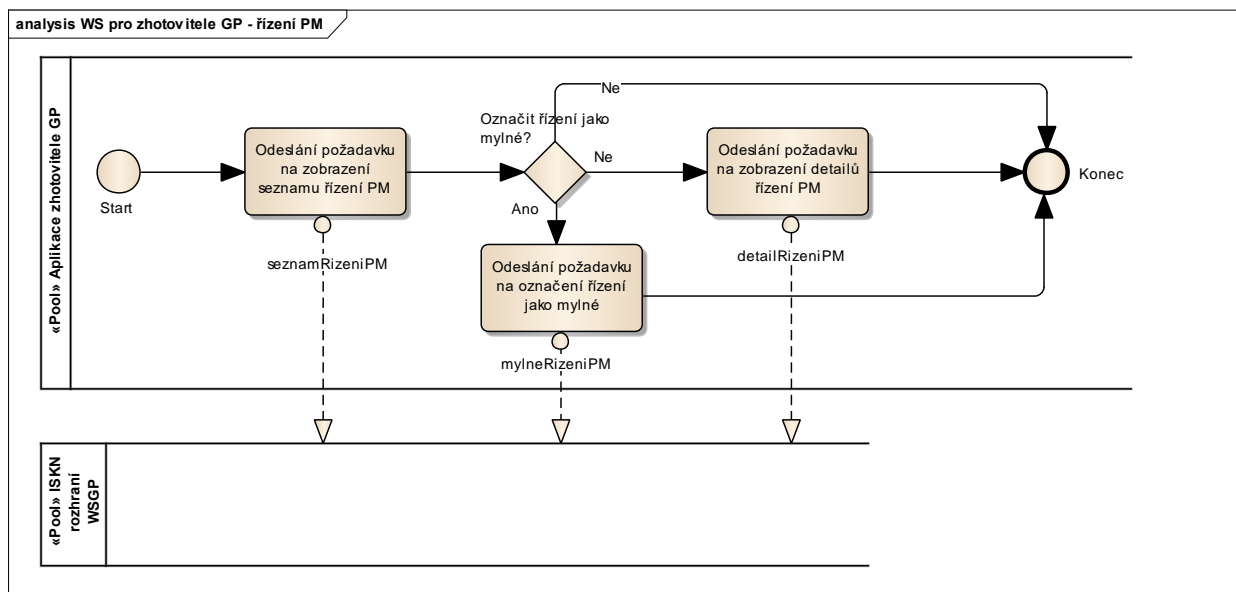 analysis WS pro zhotovitele GP - řízení PM
«Pool» Aplikace zhotovitele GP
Start
Odeslání požadavku
na zobrazení
seznamu řízení PM
seznamRizeniPM
Označit řízení jako
mylné?
Ne
Ne
Ano
Odeslání požadavku
na označení řízení
jako mylné
mylneRizeniPM
Odeslání požadavku
na zobrazení detailů
řízení PM
detailRizeniPM
Konec
«Pool» ISKN
rozhraní
WSGP